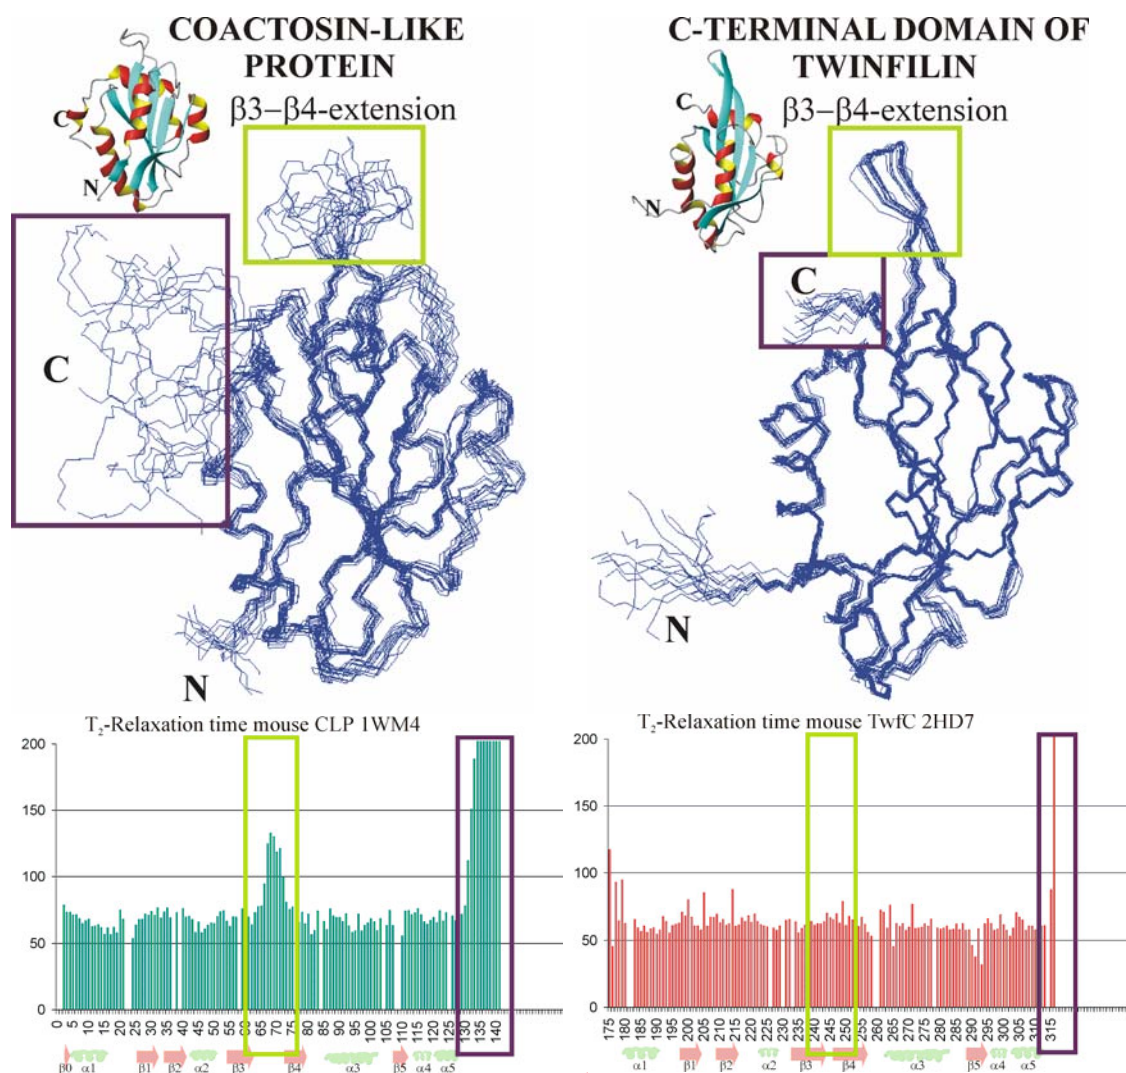 COACTOSIN-LIKE
PROTEIN
β3–β4-extension
C
N
C
N
C-TERMINAL DOMAIN OF
TWINFILIN
β3–β4-extension
C
N
C
N
T₂-Relaxation time mouse CLP 1WM4
200
150
100
50
0
0 5 10 15 20 25 30 35 40 45 50 55 60 65 70 75 80 85 90 95 100 105 110 115 120 125 130 135 140
β0 α1 β1 β2 α2 β3 β4 α3 β5 α4 α5
T₂-Relaxation time mouse TwfC 2HD7
200
150
100
50
0
175 180 185 190 195 200 205 210 215 220 225 230 235 240 245 250 255 260 265 270 275 280 285 290 295 300 305 310 315
α1 β1 β2 α2 β3 β4 α3 β5 α4 α5